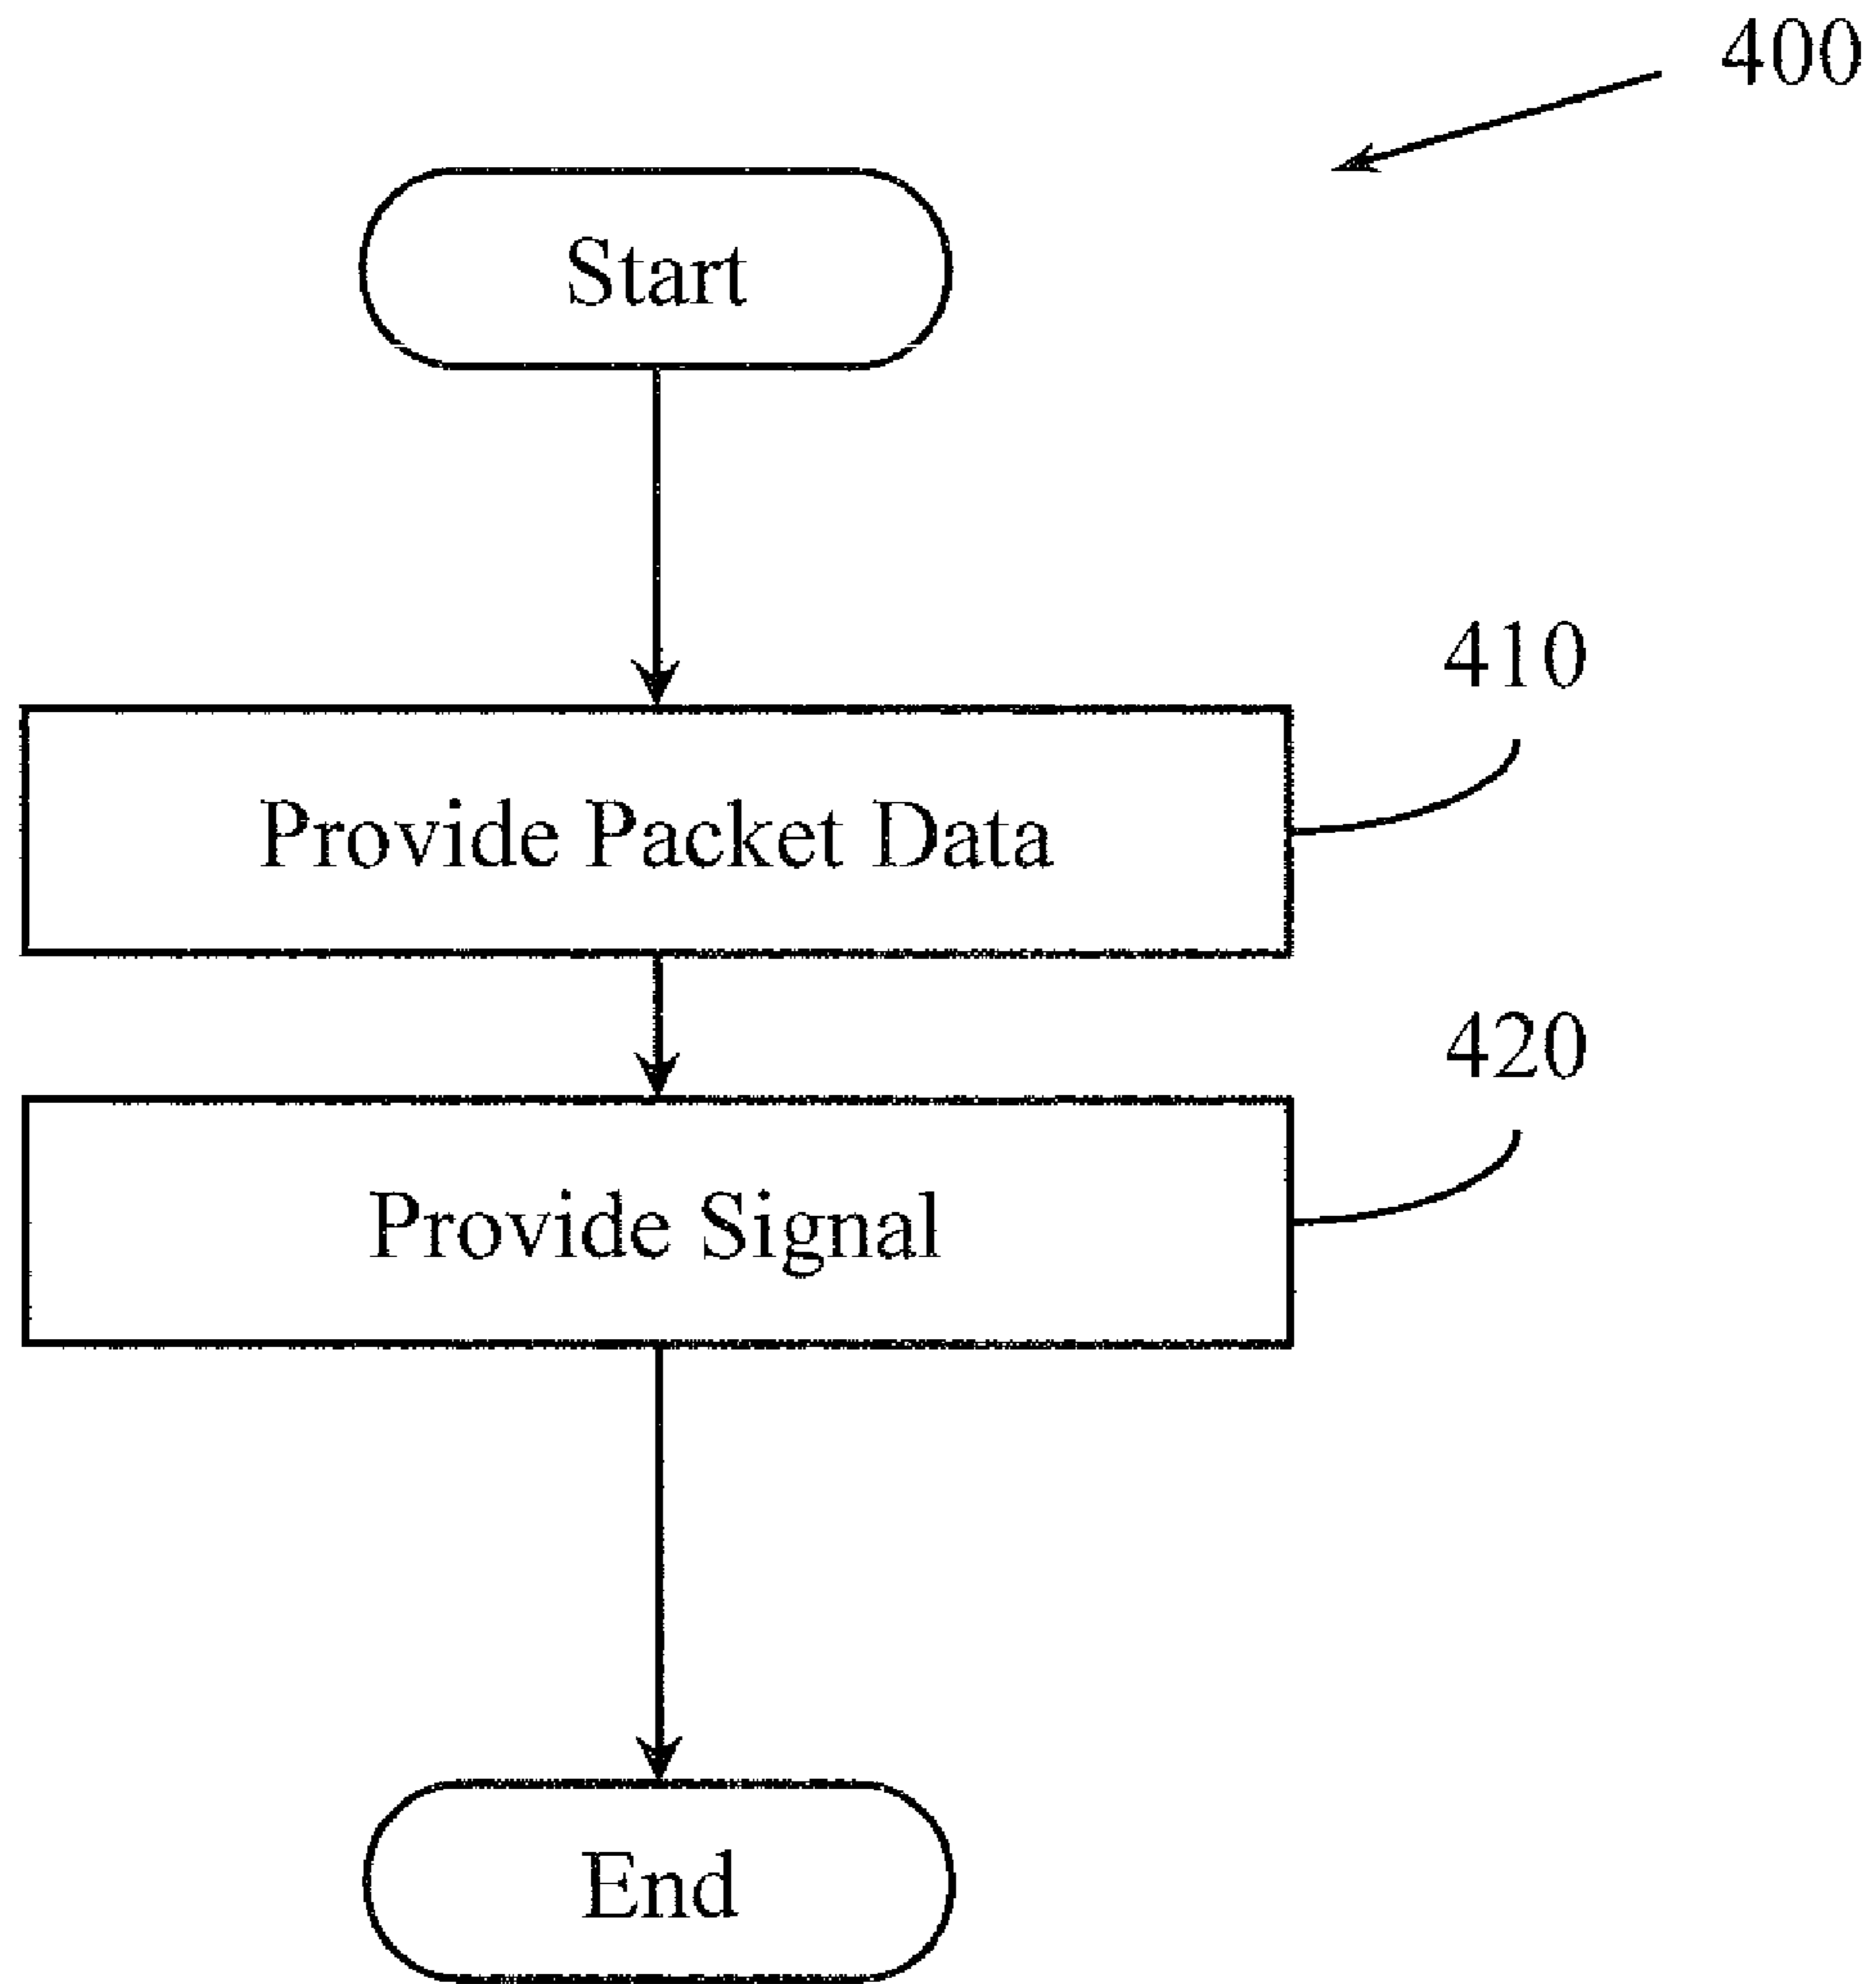 400
Start
410
Provide Packet Data
420
Provide Signal
End